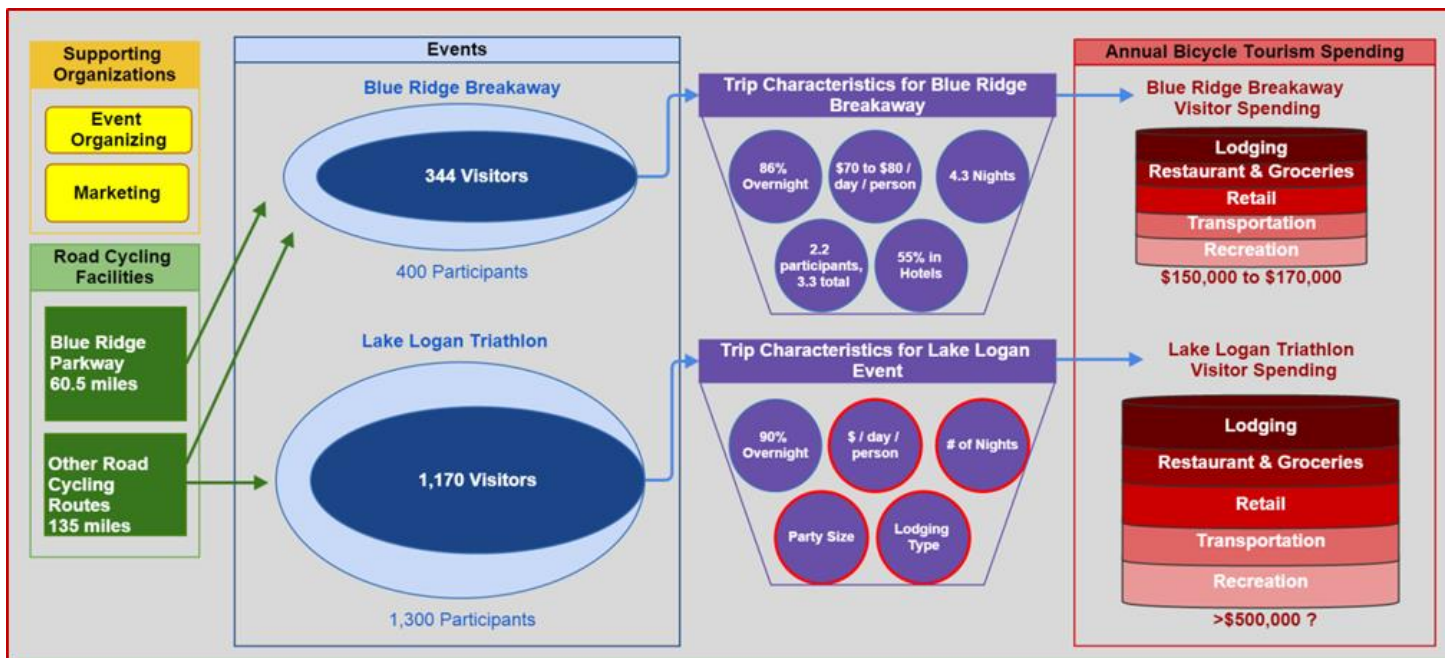 Supporting
Organizations
Event
Organizing
Marketing
Road Cycling
Facilities
Blue Ridge
Parkway
60.5 miles
Other Road
Cycling
Routes
135 miles
Events
Blue Ridge Breakaway
344 Visitors
400 Participants
Lake Logan Triathlon
1,170 Visitors
1,300 Participants
Trip Characteristics for Blue Ridge
Breakaway
86%
Overnight
$70 to $80 /
day / person
4.3 Nights
2.2
participants,
3.3 total
55% in
Hotels
Trip Characteristics for Lake Logan
Event
90%
Overnight
$ / day /
person
# of Nights
Party Size
Lodging
Type
Annual Bicycle Tourism Spending
Blue Ridge Breakaway
Visitor Spending
Lodging
Restaurant & Groceries
Retail
Transportation
Recreation
$150,000 to $170,000
Lake Logan Triathlon
Visitor Spending
Lodging
Restaurant & Groceries
Retail
Transportation
Recreation
>$500,000 ?